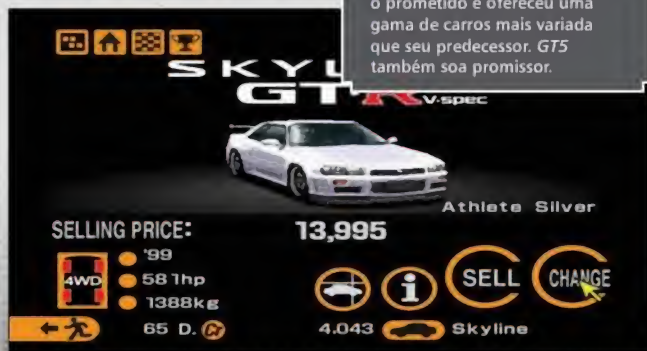 o prometido e ofereceu uma
gama de carros mais variada
que seu predecessor. GT5
também soa promissor.
GT-R V-spec
Athlete Silver
SELLING PRICE: 13,995
4WD
'99
581hp
1388kg
i
SELL
CHANGE
65 D. Cr
4.043
Skyline